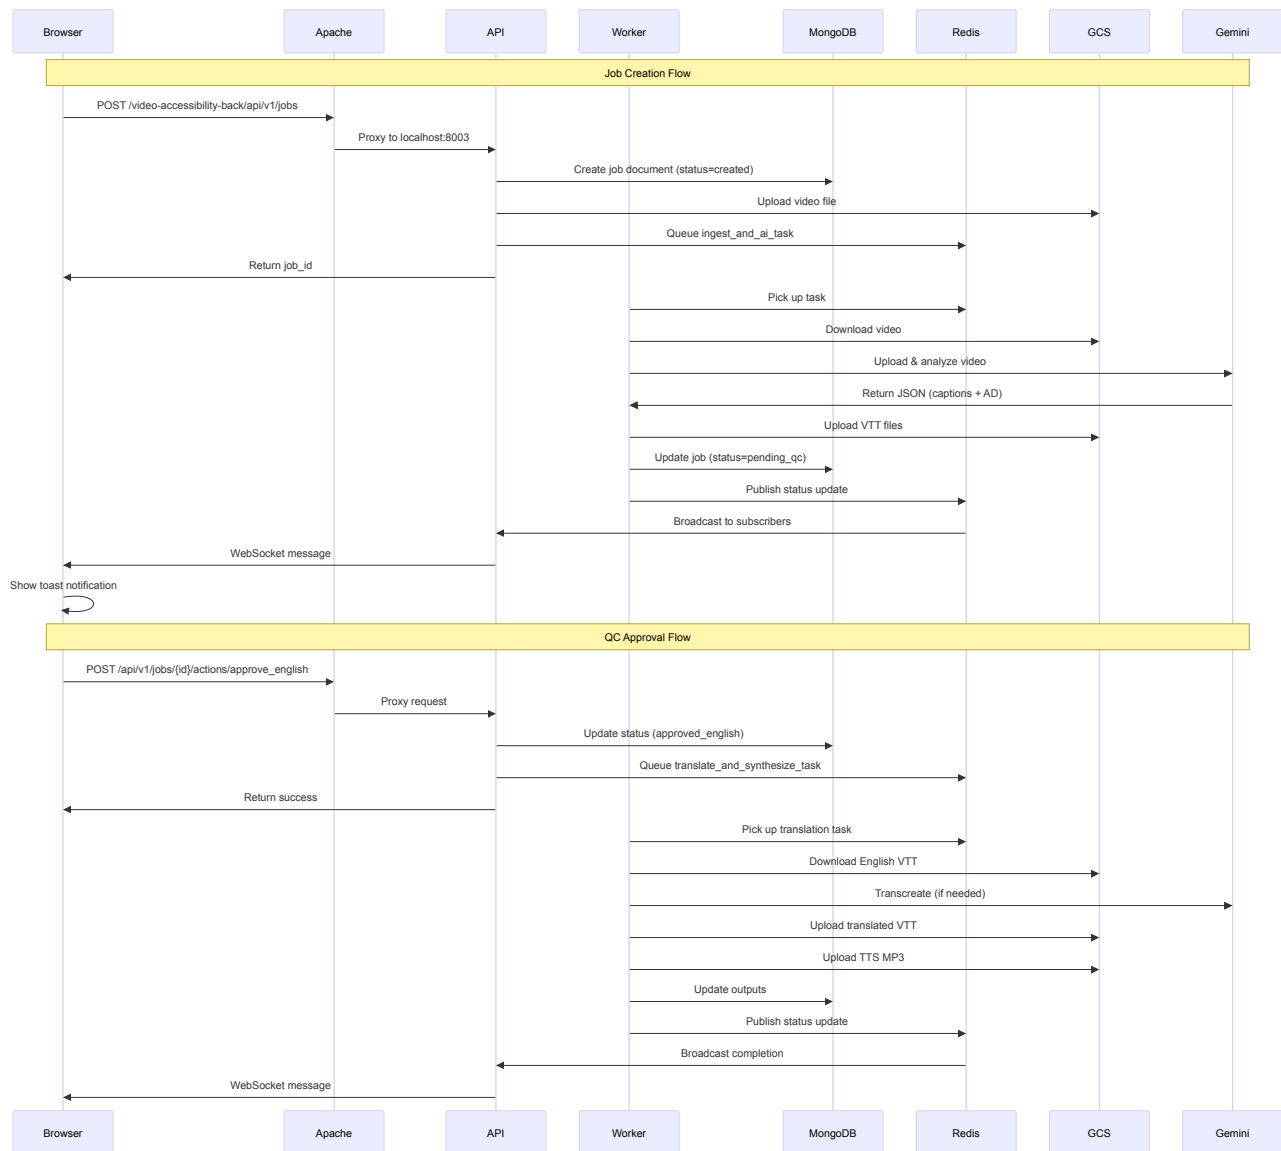 Browser
Apache
API
Worker
MongoDB
Redis
GCS
Gemini
Job Creation Flow
POST /video-accessibility-back/api/v1/jobs
Proxy to localhost:8003
Create job document (status=created)
Upload video file
Queue ingest_and_ai_task
Return job_id
Pick up task
Download video
Upload & analyze video
Return JSON (captions + AD)
Upload VTT files
Update job (status=pending_qc)
Publish status update
Broadcast to subscribers
WebSocket message
Show toast notification
QC Approval Flow
POST /api/v1/jobs/{id}/actions/approve_english
Proxy request
Update status (approved_english)
Queue translate_and_synthesize_task
Return success
Pick up translation task
Download English VTT
Transcreate (if needed)
Upload translated VTT
Upload TTS MP3
Update outputs
Publish status update
Broadcast completion
WebSocket message
Browser
Apache
API
Worker
MongoDB
Redis
GCS
Gemini